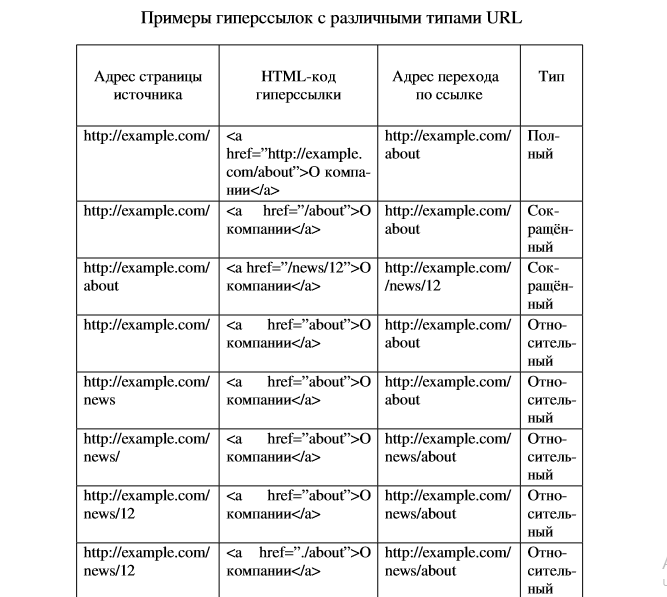 Примеры гиперссылок с различными типами URL
Адрес страницы
источника
HTML-код
гиперссылки
Адрес перехода
по ссылке
Тип
http://example.com/
<a
href=”http://example.
com/about”>О компа-
нии</a>
http://example.com/
about
Пол-
ный
http://example.com/
<a href=”/about”>О
компании</a>
http://example.com/
about
Сок-
ращён-
ный
http://example.com/
about
<a href=”/news/12”>О
компании</a>
http://example.com/
/news/12
Сок-
ращён-
ный
http://example.com/
<a href=”about”>О
компании</a>
http://example.com/
about
Отно-
ситель-
ный
http://example.com/
news
<a href=”about”>О
компании</a>
http://example.com/
about
Отно-
ситель-
ный
http://example.com/
news/
<a href=”about”>О
компании</a>
http://example.com/
news/about
Отно-
ситель-
ный
http://example.com/
news/12
<a href=”about”>О
компании</a>
http://example.com/
news/about
Отно-
ситель-
ный
http://example.com/
news/12
<a href=”./about”>О
компании</a>
http://example.com/
news/about
Отно-
ситель-
ный